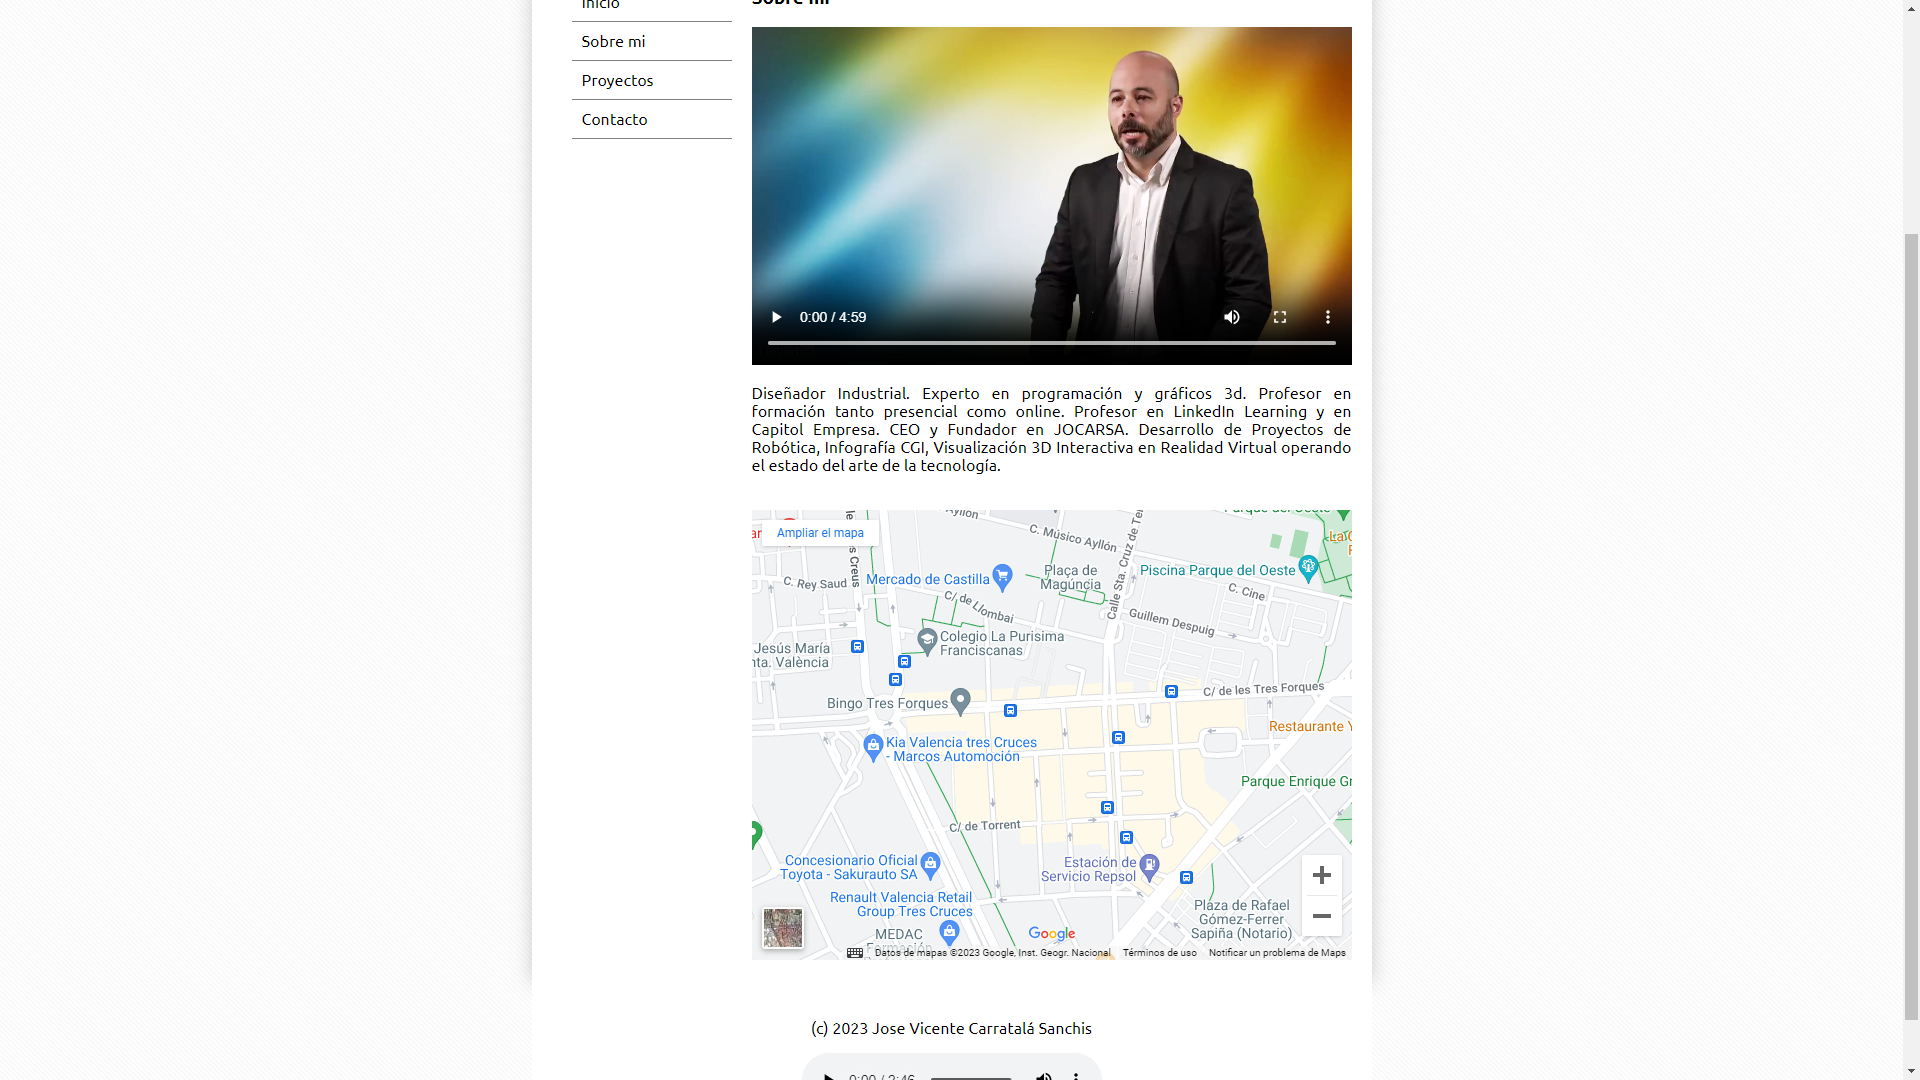 Inicio
Sobre mi
Sobre mi
Proyectos
Contacto
0:00 / 4:59
Diseñador Industrial. Experto en programación y gráficos 3d. Profesor en
formación tanto presencial como online. Profesor en LinkedIn Learning y en
Capitol Empresa. CEO y Fundador en JOCARSA. Desarrollo de Proyectos de
Robótica, Infografía CGI, Visualización 3D Interactiva en Realidad Virtual operando
el estado del arte de la tecnología.
Ampliar el mapa
Ayllón
C. Músico Ayllón
Calle Sta. Cruz de Te
Parque del Oeste
s Creus
C. Rey Saud
Mercado de Castilla
Plaça de
Magúncia
Piscina Parque del Oeste
C/ de Llombai
C. Cine
Guillem Despuig
Colegio La Purisima
Franciscanas
Jesús María
nta. València
C/ de les Tres Forques
Bingo Tres Forques
Restaurante Y
Kia Valencia tres Cruces
- Marcos Automoción
Parque Enrique Gr
C/ de Torrent
Concesionario Oficial
Toyota - Sakurauto SA
Estación de
Servicio Repsol
Renault Valencia Retail
Group Tres Cruces
Plaza de Rafael
Gómez-Ferrer
Sapiña (Notario)
MEDAC
Formación
Google
Datos de mapas ©2023 Google, Inst. Geogr. Nacional
Términos de uso
Notificar un problema de Maps
(c) 2023 Jose Vicente Carratalá Sanchis
0:00 / 2:46